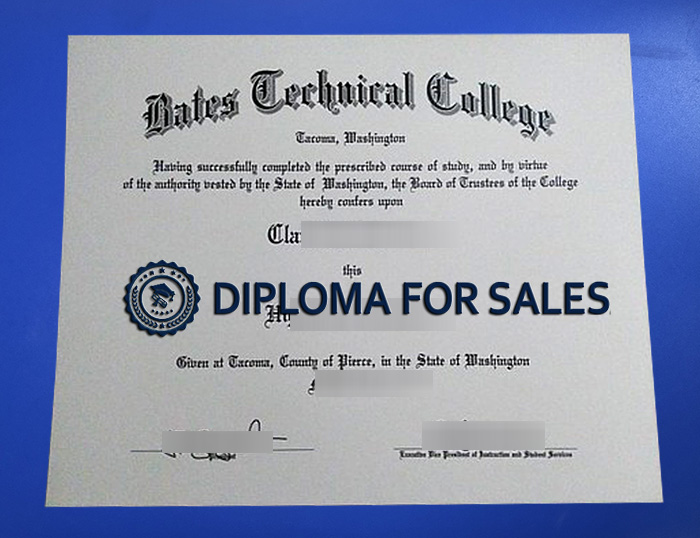 Bates Technical College
Tacoma, Washington
Having successfully completed the prescribed course of study, and by virtue
of the authority vested by the State of Washington, the Board of Trustees of the College
hereby confers upon
Cla
this
DIPLOMA FOR SALES
Given at Tacoma, County of Pierce, in the State of Washington
Executive Vice President of Instruction and Student Services